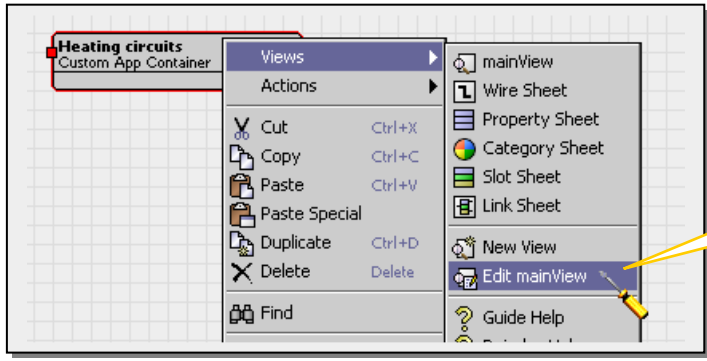 Heating circuits
Custom App Container
Views
Actions
Cut Ctrl+X
Copy Ctrl+C
Paste Ctrl+V
Paste Special
Duplicate Ctrl+D
Delete Delete
Find
mainView
Wire Sheet
Property Sheet
Category Sheet
Slot Sheet
Link Sheet
New View
Edit mainView
Guide Help